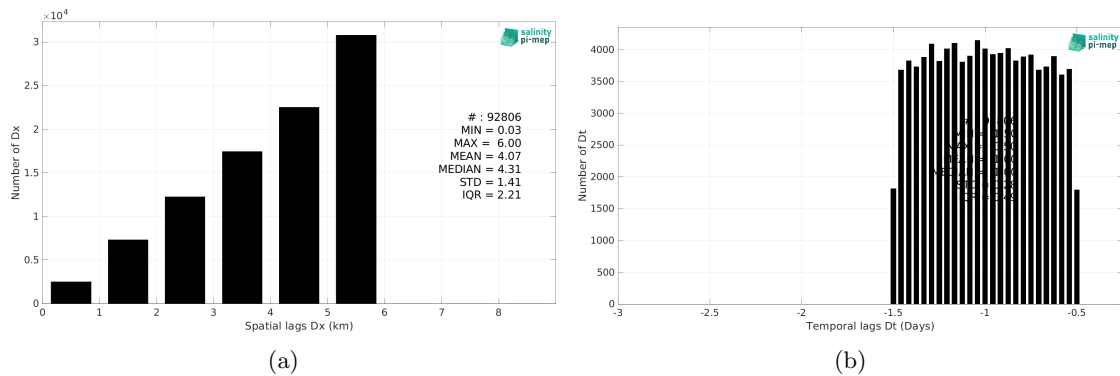 ×10⁴
3
2.5
2
1.5
1
0.5
0
Number of Dx
0 1 2 3 4 5 6 7 8
Spatial lags Dx (km)
salinity
pi-mep
# : 92806
MIN = 0.03
MAX = 6.00
MEAN = 4.07
MEDIAN = 4.31
STD = 1.41
IQR = 2.21
(a)
4000
3500
3000
2500
2000
1500
1000
500
0
Number of Dt
-3 -2.5 -2 -1.5 -1 -0.5
Temporal lags Dt (Days)
salinity
pi-mep
(b)